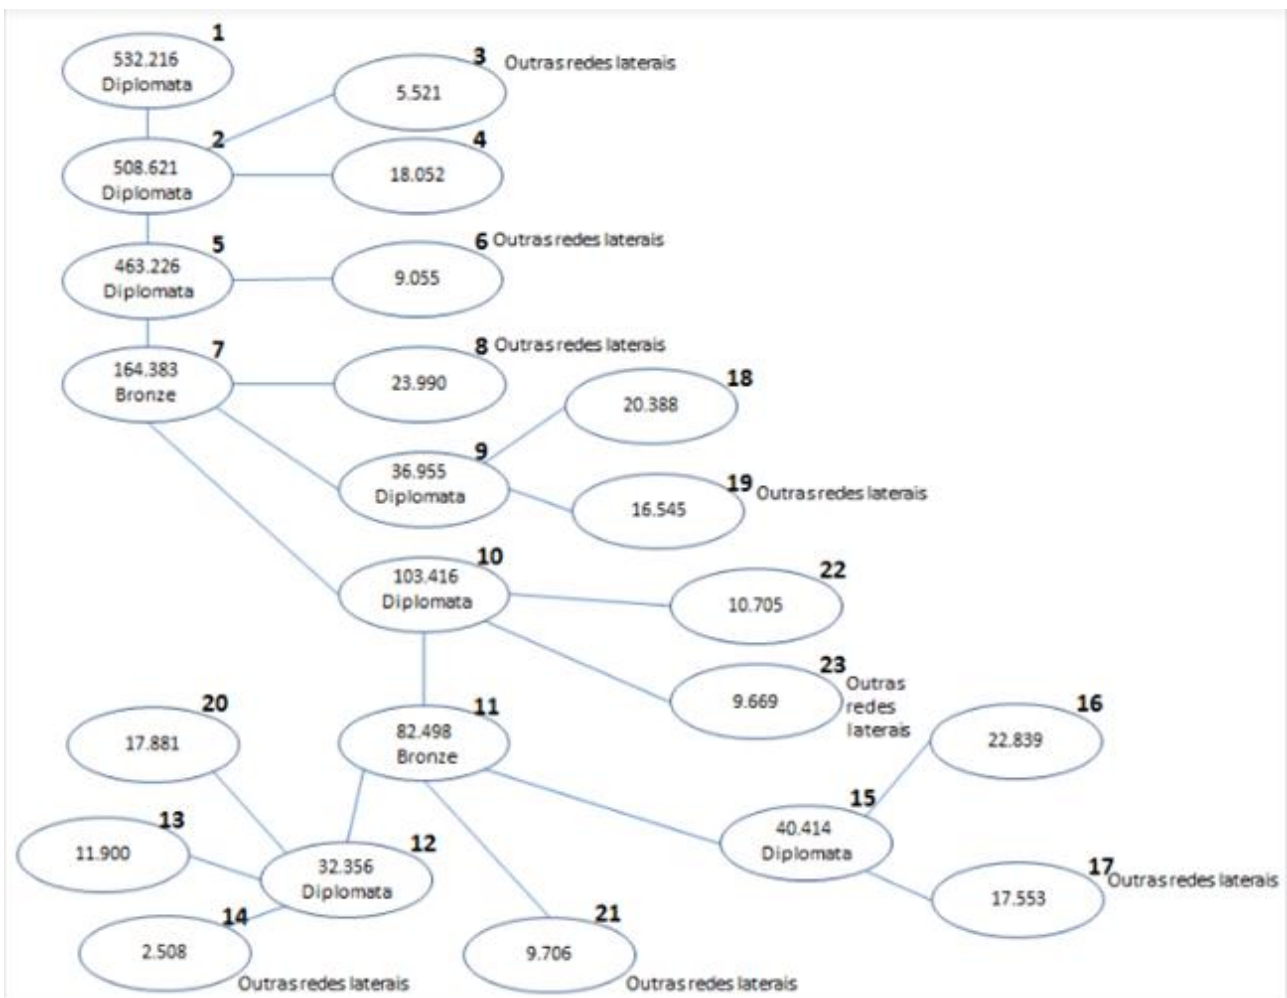 1
532.216
Diplomata
3 Outras redes laterais
5.521
2
508.621
Diplomata
4
18.052
5
463.226
Diplomata
6 Outras redes laterais
9.055
7
164.383
Bronze
8 Outras redes laterais
23.990
18
20.388
9
36.955
Diplomata
19 Outras redes laterais
16.545
10
103.416
Diplomata
22
10.705
23
Outras
redes
laterais
9.669
20
17.881
11
82.498
Bronze
16
22.839
15
40.414
Diplomata
13
11.900
12
32.356
Diplomata
17 Outras redes laterais
17.553
14
2.508
Outras redes laterais
21
9.706
Outras redes laterais